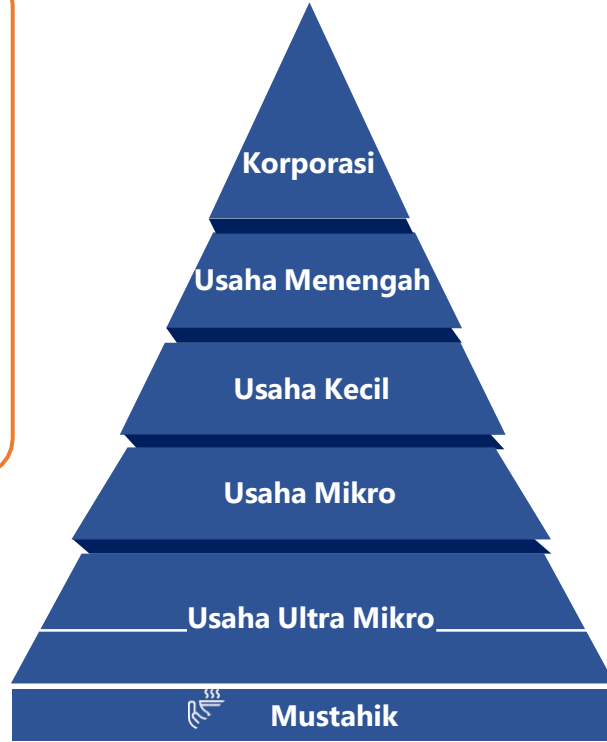 Korporasi
Usaha Menengah
Usaha Kecil
Usaha Mikro
Usaha Ultra Mikro
Mustahik